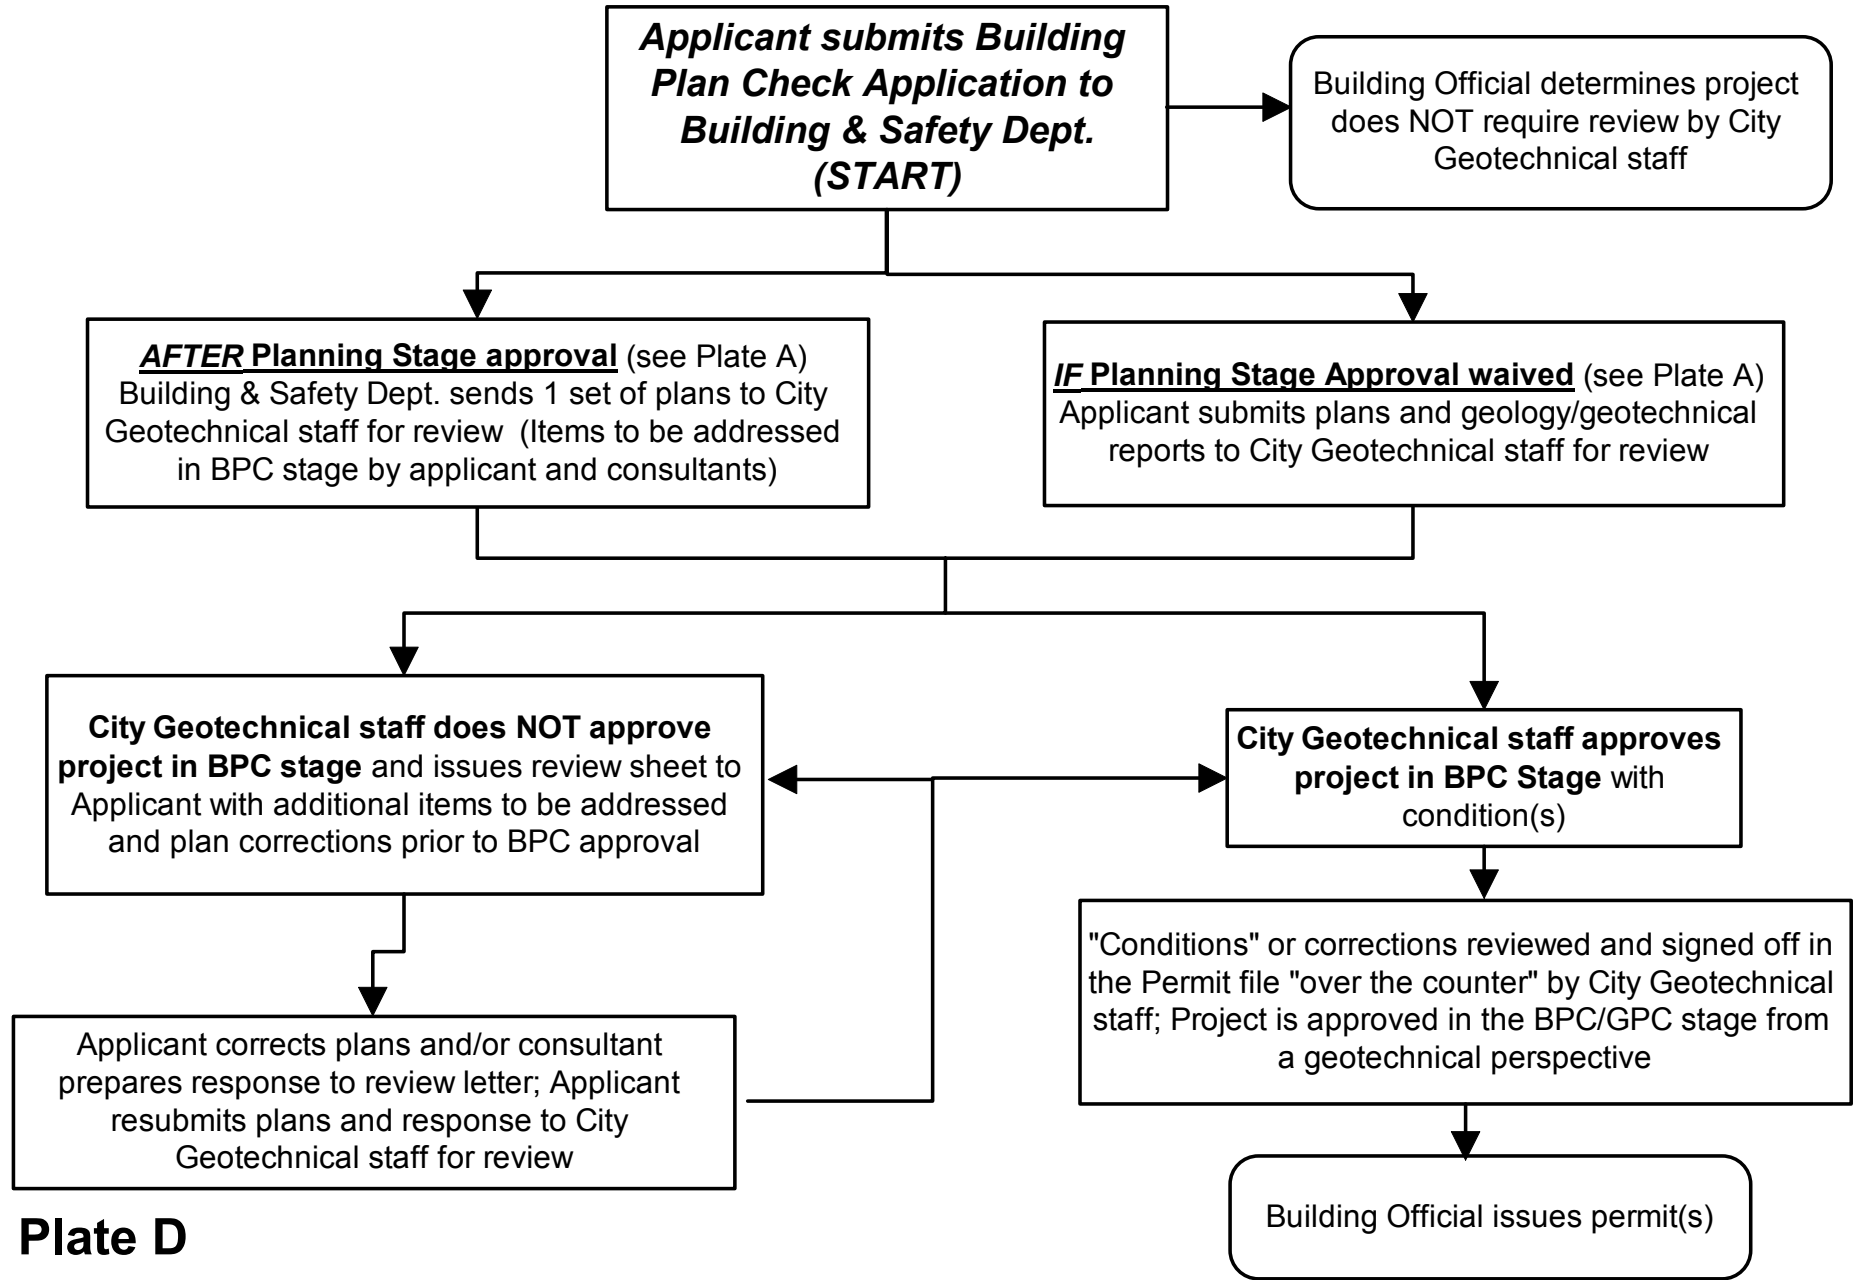 Applicant submits Building
Plan Check Application to
Building & Safety Dept.
(START)
Building Official determines project
does NOT require review by City
Geotechnical staff
AFTER Planning Stage approval (see Plate A)
Building & Safety Dept. sends 1 set of plans to City
Geotechnical staff for review (Items to be addressed
in BPC stage by applicant and consultants)
IF Planning Stage Approval waived (see Plate A)
Applicant submits plans and geology/geotechnical
reports to City Geotechnical staff for review
City Geotechnical staff does NOT approve
project in BPC stage and issues review sheet to
Applicant with additional items to be addressed
and plan corrections prior to BPC approval
City Geotechnical staff approves
project in BPC Stage with
condition(s)
Applicant corrects plans and/or consultant
prepares response to review letter; Applicant
resubmits plans and response to City
Geotechnical staff for review
"Conditions" or corrections reviewed and signed off in
the Permit file "over the counter" by City Geotechnical
staff; Project is approved in the BPC/GPC stage from
a geotechnical perspective
Building Official issues permit(s)
Plate D